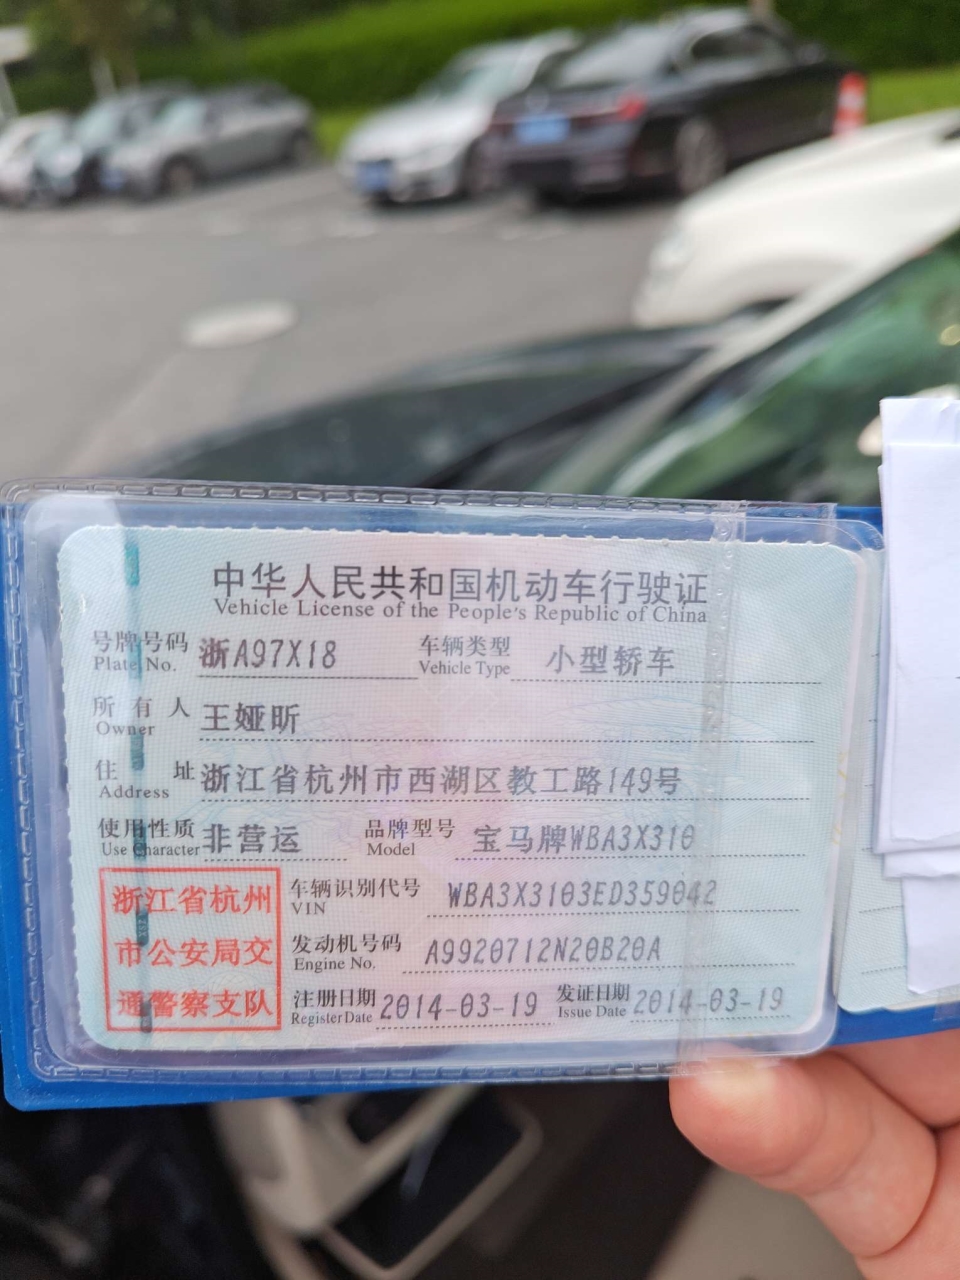 中华人民共和国机动车行驶证
Vehicle License of the People's Republic of China
号牌号码 浙A97X18 车辆类型 小型轿车
Plate No. Vehicle Type
所有人 王娅昕
Owner
住址 浙江省杭州市西湖区教工路149号
Address
使用性质 非营运 品牌型号 宝马牌WBA3X310
Use Character Model
浙江省杭州
市公安局交
通警察支队
车辆识别代号 WBA3X3103ED359042
VIN
发动机号码 A9920712N20B20A
Engine No.
注册日期 2014-03-19 发证日期 2014-03-19
Register Date Issue Date